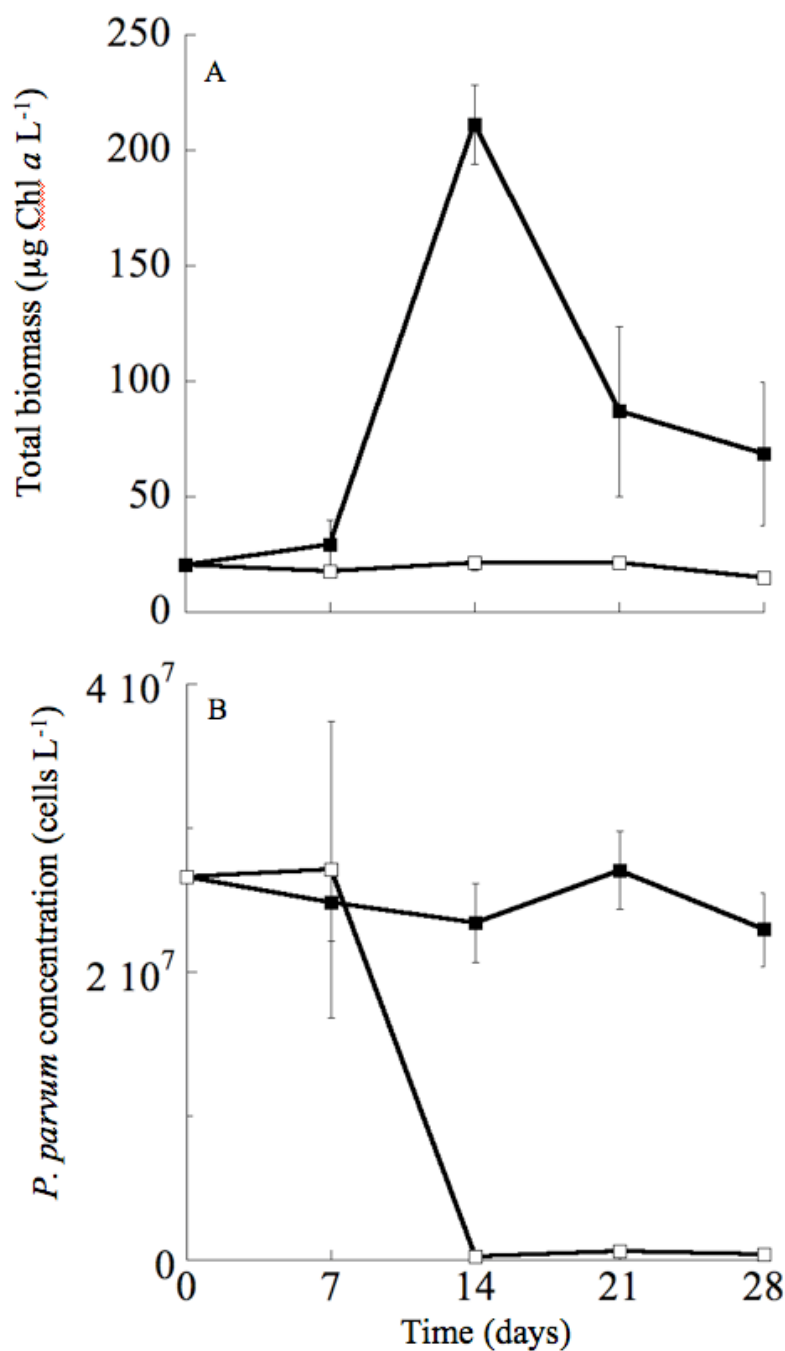 A
Total biomass (µg Chl a L⁻¹)
250
200
150
100
50
0
B
P. parvum concentration (cells L⁻¹)
4 10⁷
2 10⁷
0
0 7 14 21 28
Time (days)